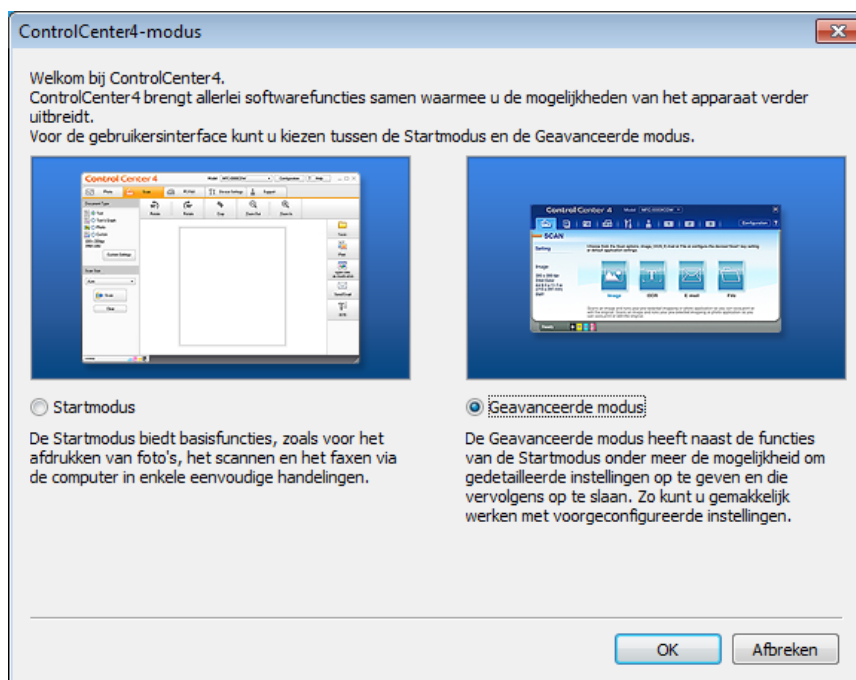 ControlCenter4-modus
Welkom bij ControlCenter4.
ControlCenter4 brengt allerlei softwarefuncties samen waarmee u de mogelijkheden van het apparaat verder
uitbreidt.
Voor de gebruikersinterface kunt u kiezen tussen de Startmodus en de Geavanceerde modus.
Control Center 4
Control Center 4
SCAN
Image
OCR
E-mail
File
Startmodus
De Startmodus biedt basisfuncties, zoals voor het
afdrukken van foto's, het scannen en het faxen via
de computer in enkele eenvoudige handelingen.
Geavanceerde modus
De Geavanceerde modus heeft naast de functies
van de Startmodus onder meer de mogelijkheid om
gedetailleerde instellingen op te geven en die
vervolgens op te slaan. Zo kunt u gemakkelijk
werken met voorgeconfigureerde instellingen.
OK
Afbreken